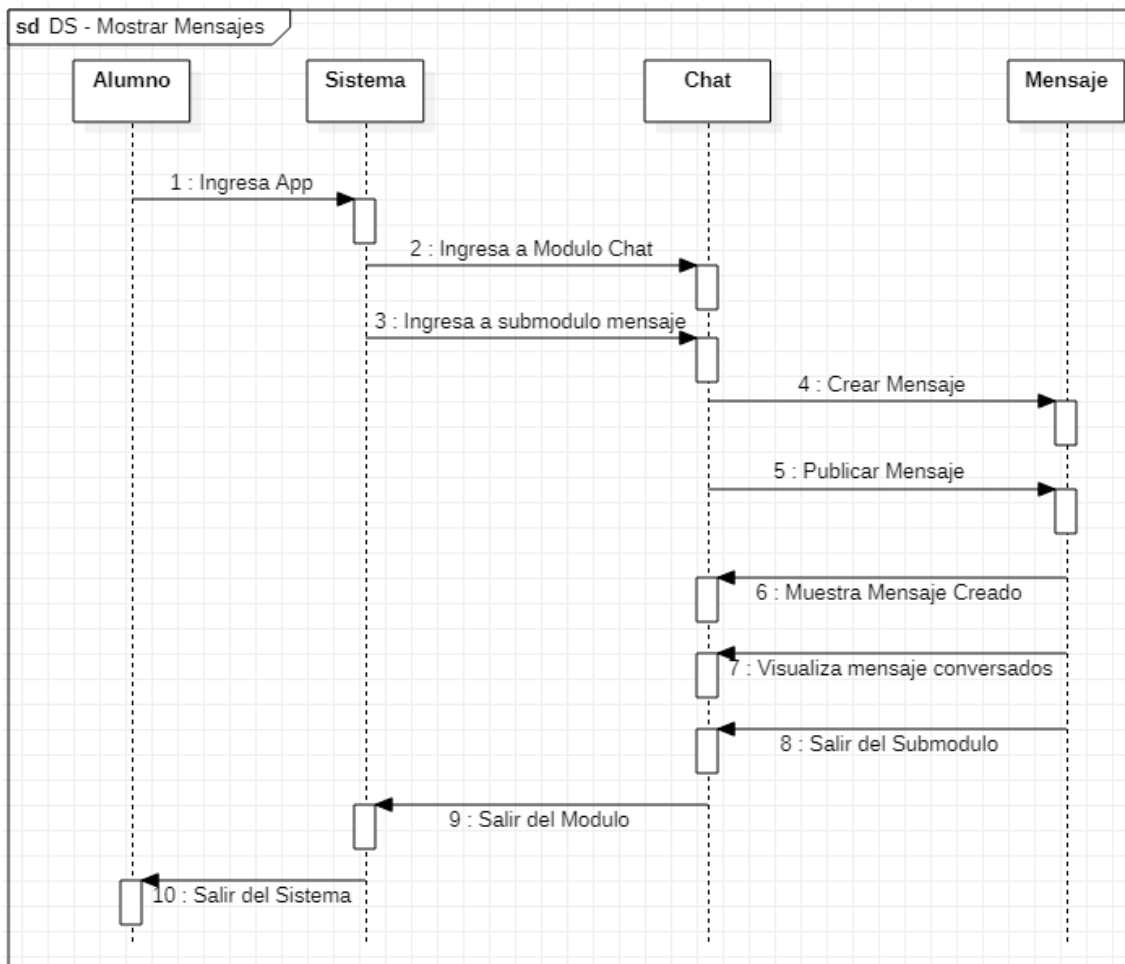 sd DS - Mostrar Mensajes
Alumno
Sistema
Chat
Mensaje
1 : Ingresa App
2 : Ingresa a Modulo Chat
3 : Ingresa a submodulo mensaje
4 : Crear Mensaje
5 : Publicar Mensaje
6 : Muestra Mensaje Creado
7 : Visualiza mensaje conversados
8 : Salir del Submodulo
9 : Salir del Modulo
10 : Salir del Sistema